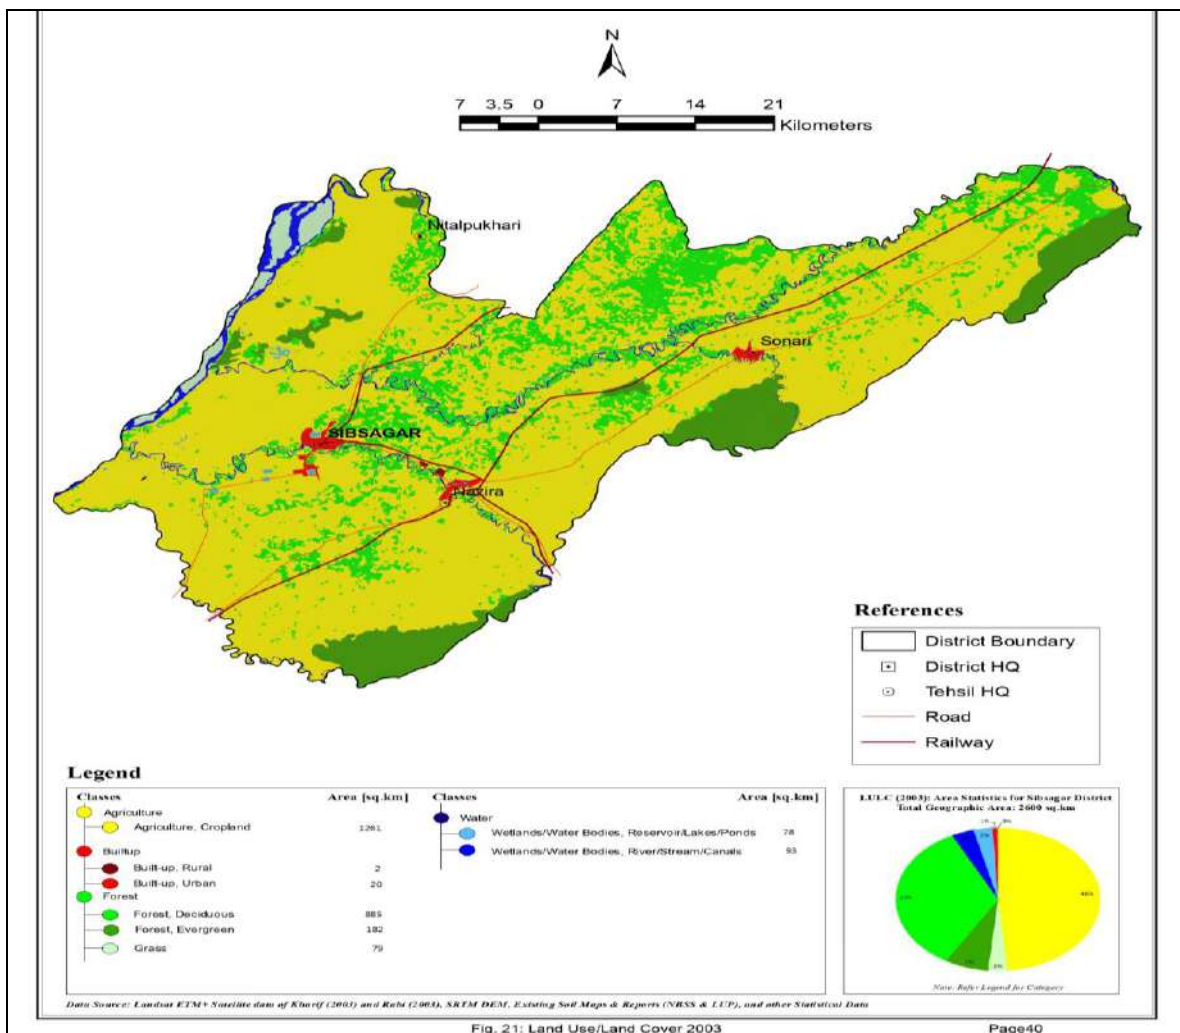 N
7 3.5 0 7 14 21
Kilometers
Nitalpukhari
Sonari
SIBSAGAR
Nazira
References
District Boundary
District HQ
Tehsil HQ
Road
Railway
Legend
Classes Area [sq.km] Classes Area [sq.km]
Agriculture Water
Agriculture, Cropland 1261 Wetlands/Water Bodies, Reservoir/Lakes/Ponds 78
Builtup Wetlands/Water Bodies, River/Stream/Canals 93
Built-up, Rural 2
Built-up, Urban 20
Forest
Forest, Deciduous 885
Forest, Evergreen 182
Grass 79
LULC (2003): Area Statistics for Sibsagar District
Total Geographic Area: 2600 sq.km
Note: Refer Legend for Category
Data Source: Landsat ETM+ Satellite data of Kharif (2003) and Rabi (2003), SRTM DEM, Existing Soil Maps & Reports (NBSS & LUP), and other Statistical Data
Fig. 21: Land Use/Land Cover 2003 Page40